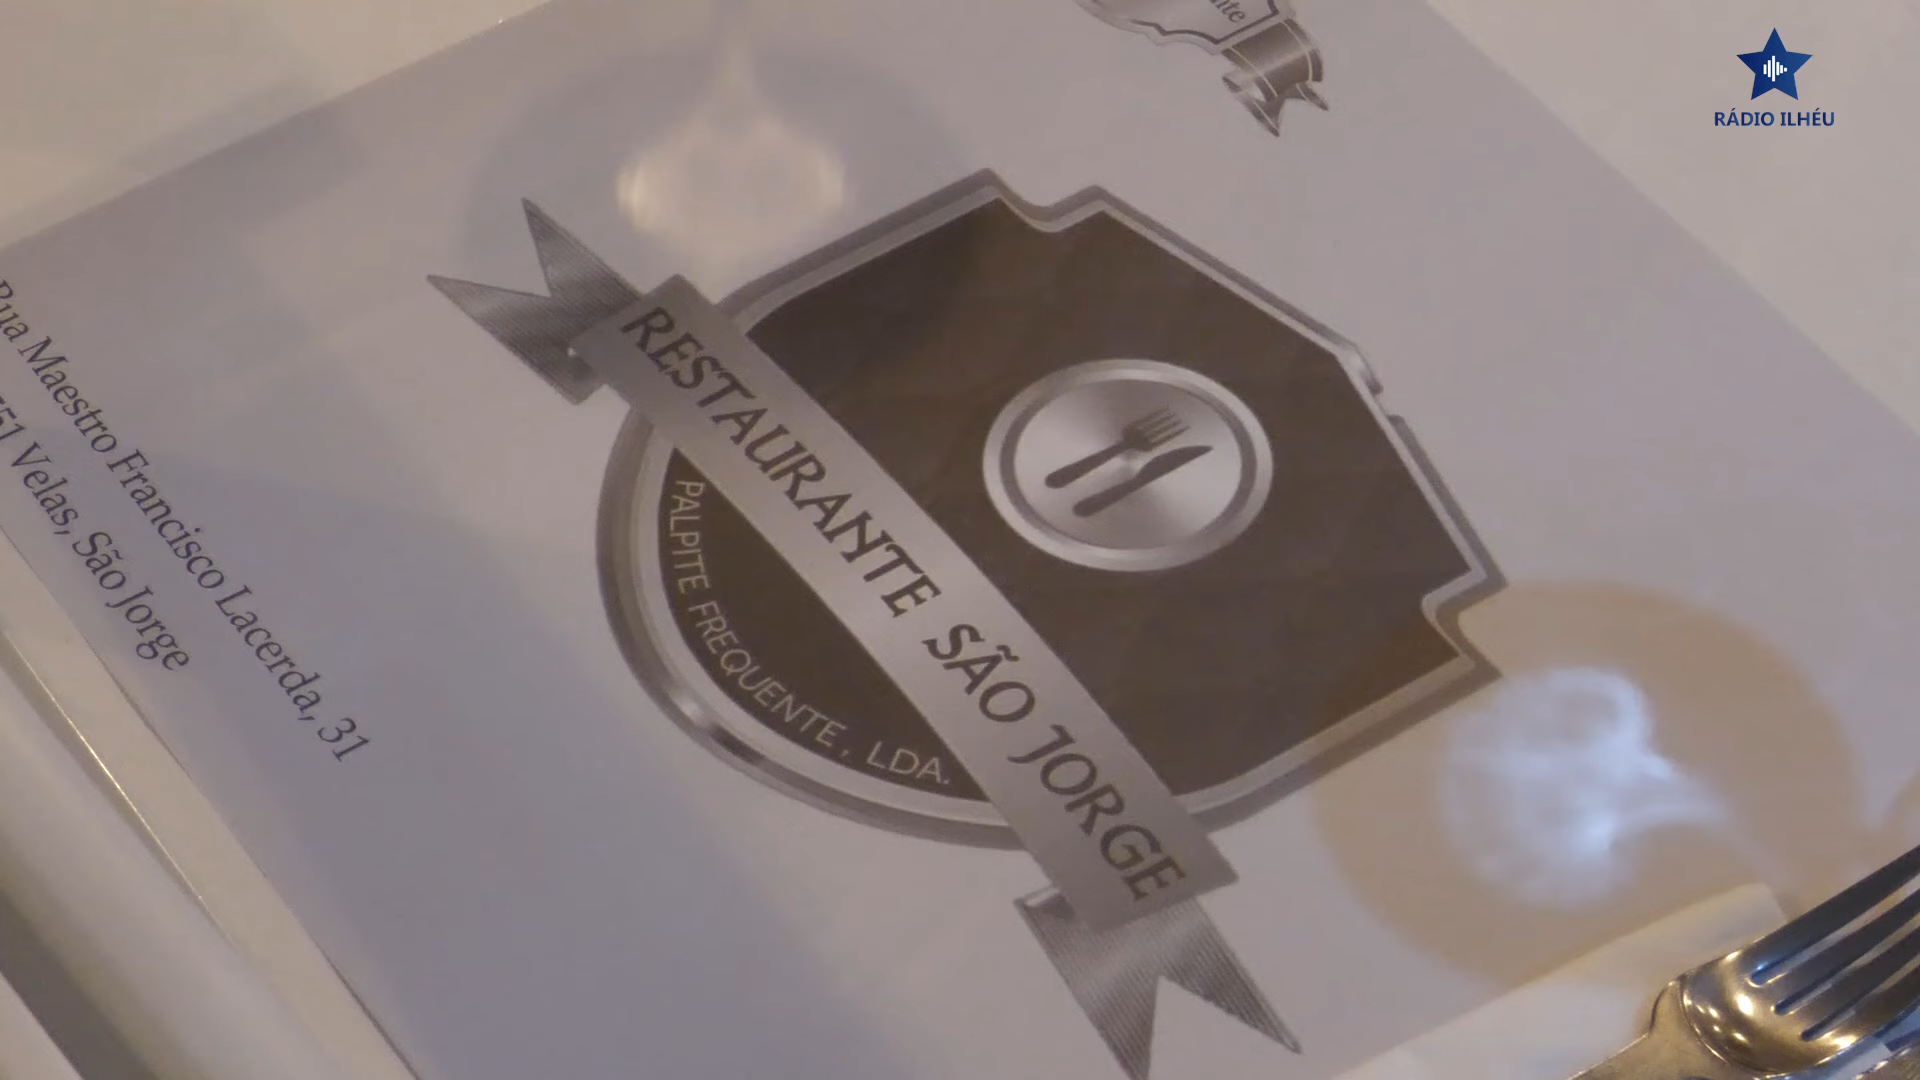 RÁDIO ILHÉU
RESTAURANTE SÃO JORGE
PALPITE FREQUENTE, LDA.
Rua Maestro Francisco Lacerda, 31
Velas, São Jorge